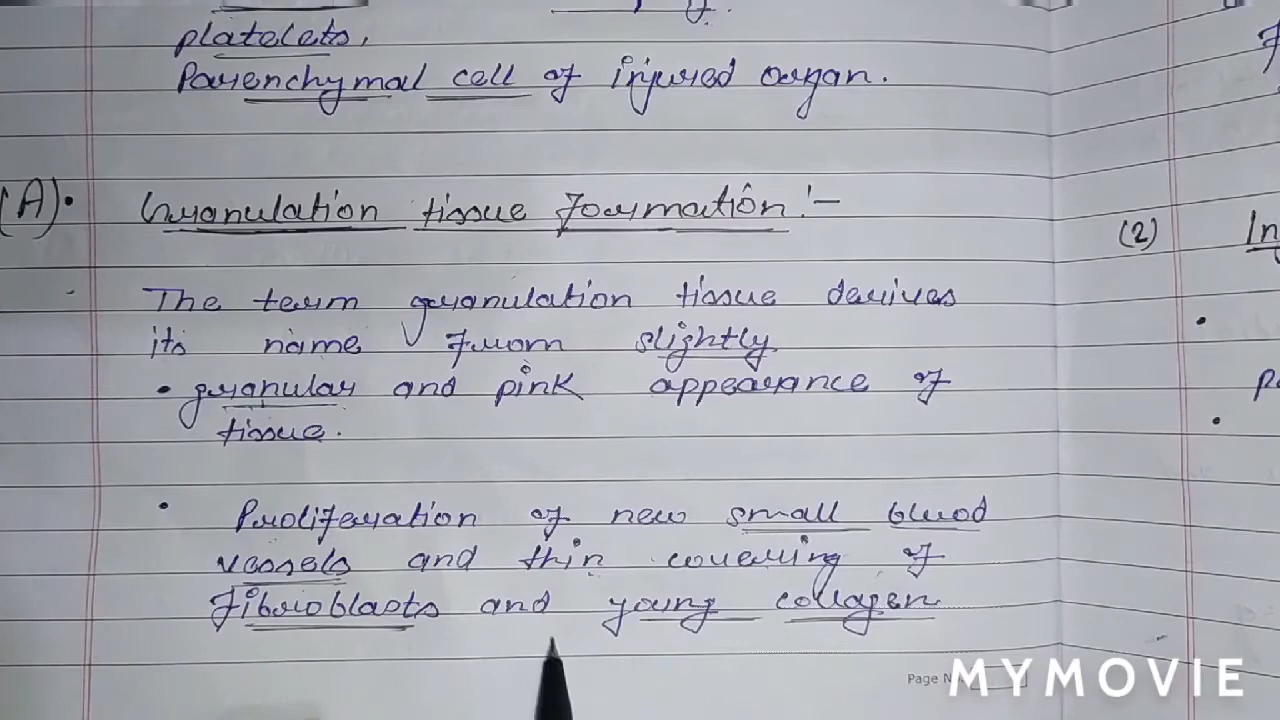 platelets,
Parenchymal cell of injured organ.
(A). Granulation tissue formation :-
The term granulation tissue derives
its name from slightly
• granular and pink appearance of
tissue.
• Proliferation of new small blood
vessels and thin covering of
fibroblasts and young collagen
(2)
In
Page N
MYMOVIE